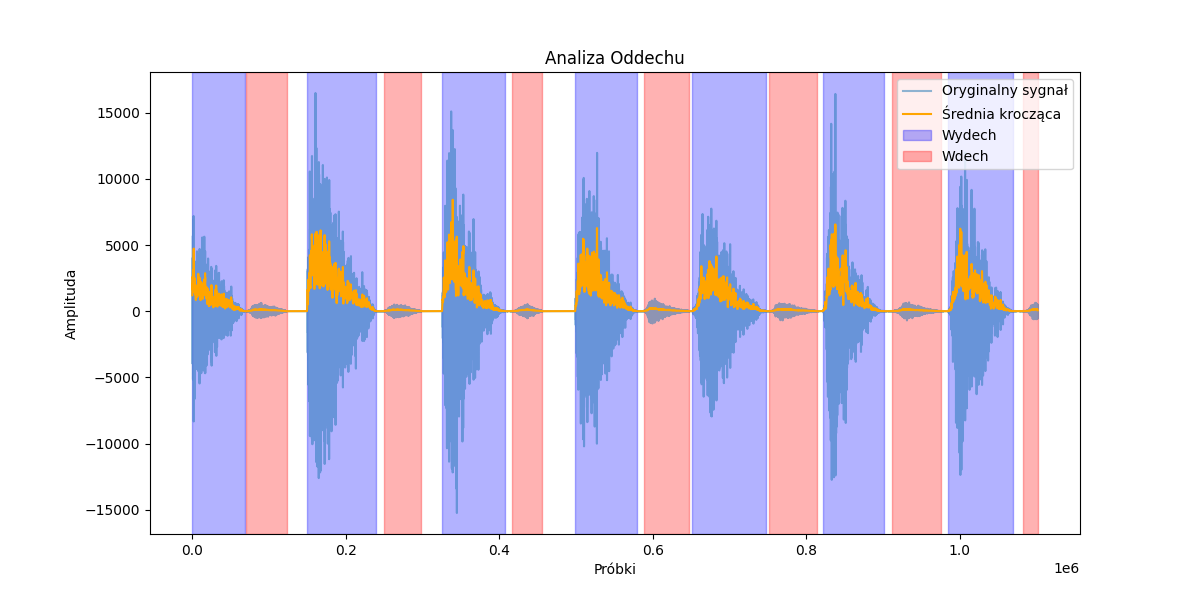 Analiza Oddechu
Amplituda
15000
10000
5000
0
−5000
−10000
−15000
Oryginalny sygnał
Średnia krocząca
Wydech
Wdech
0.0 0.2 0.4 0.6 0.8 1.0
1e6
Próbki